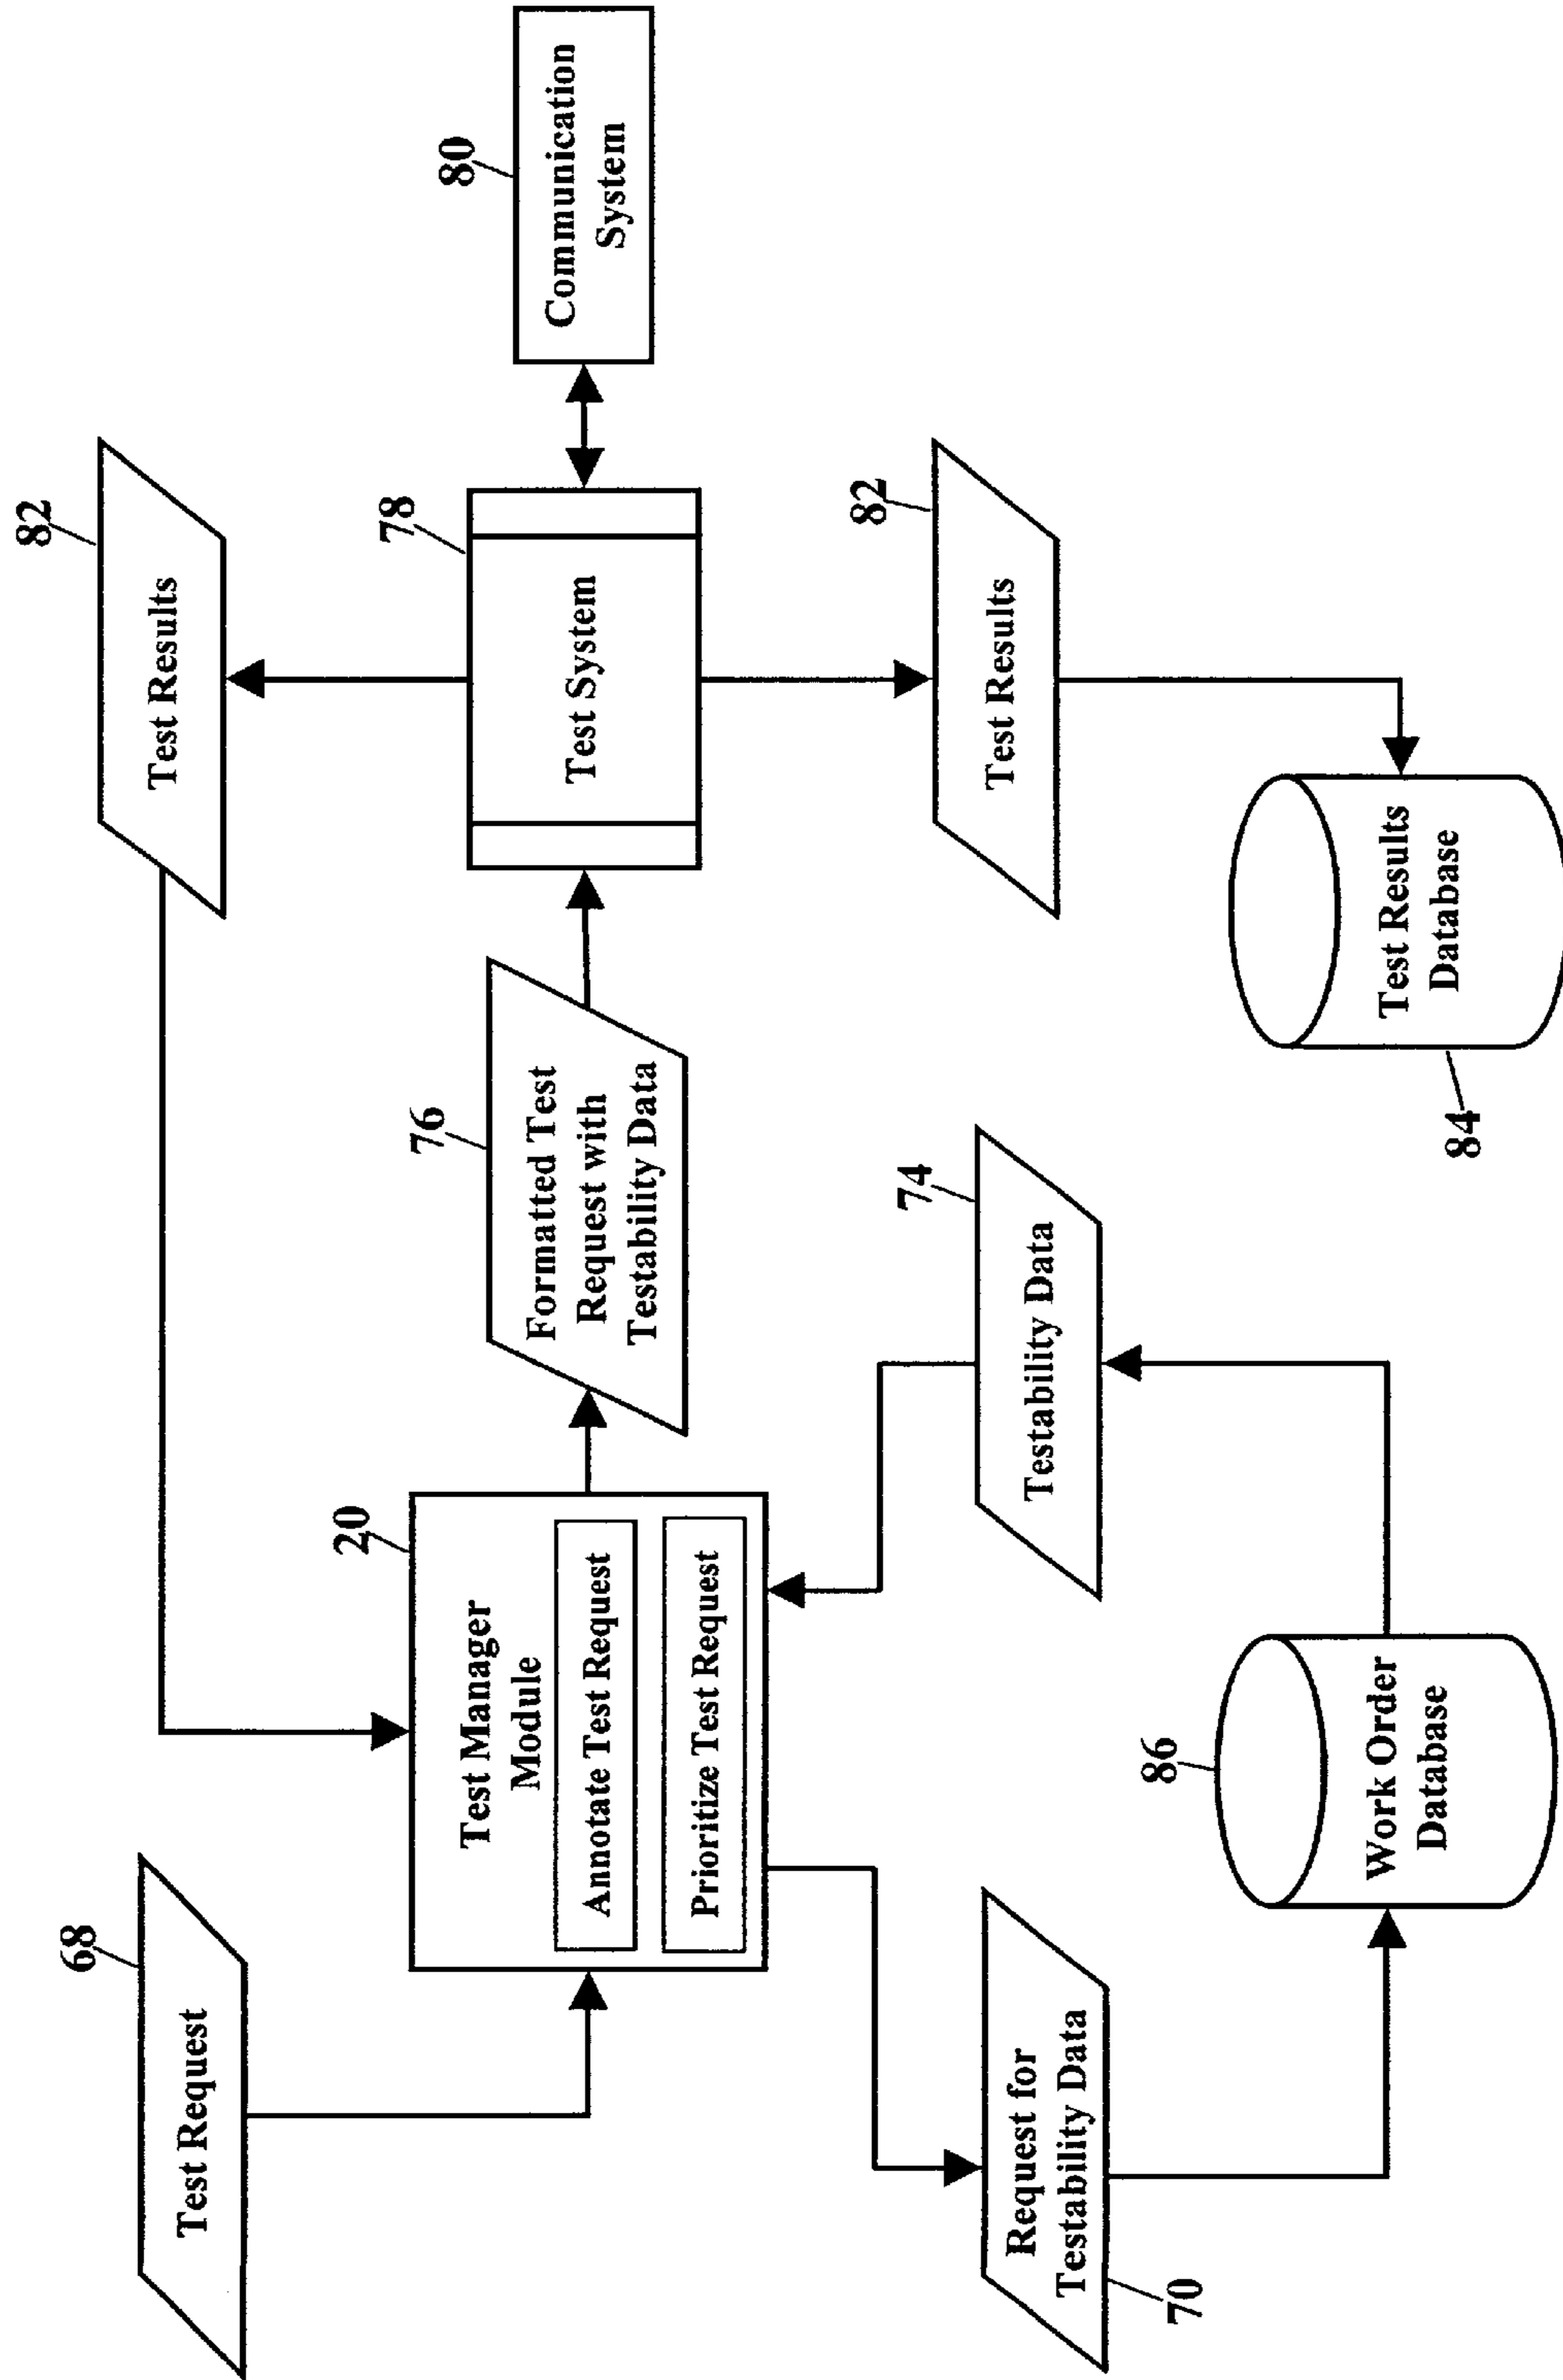 68
Test Request
82
Test Results
20
Test Manager
Module
Annotate Test Request
Prioritize Test Request
76
Formatted Test
Request with
Testability Data
78
Test System
80
Communication
System
70
Request for
Testability Data
74
Testability Data
82
Test Results
86
Work Order
Database
84
Test Results
Database